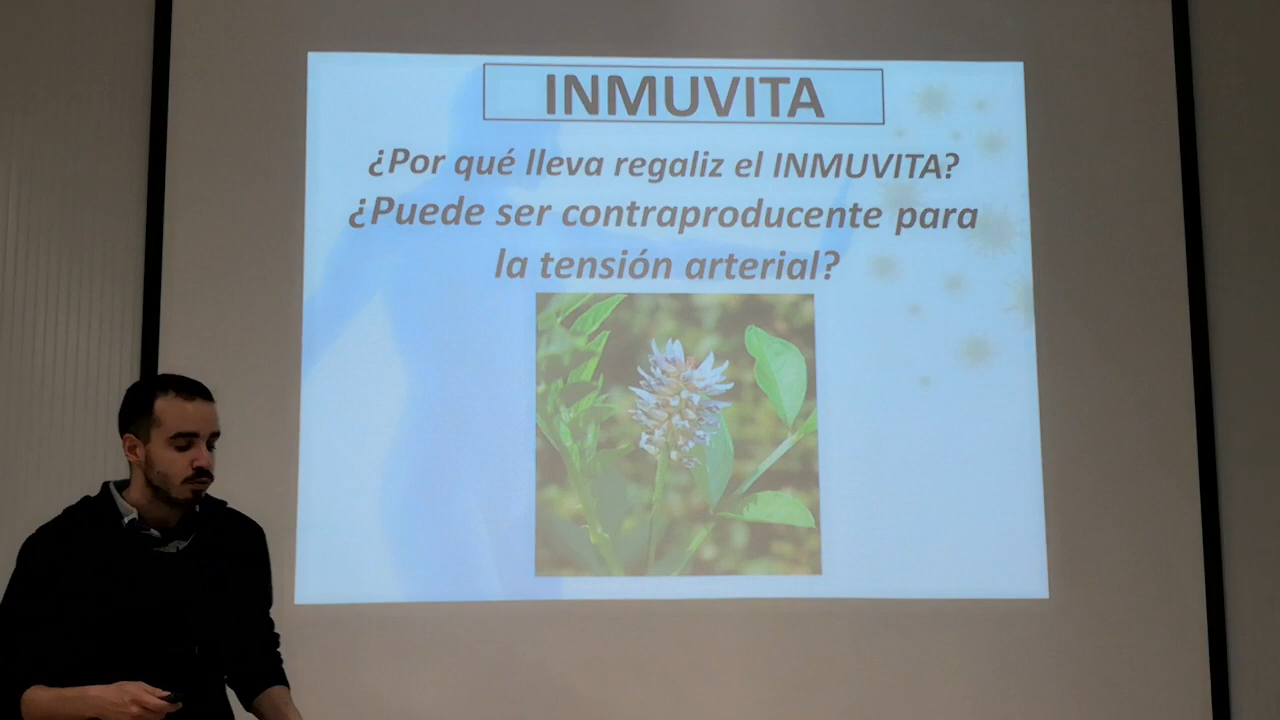 INMUVITA
¿Por qué lleva regaliz el INMUVITA?
¿Puede ser contraproducente para
la tensión arterial?